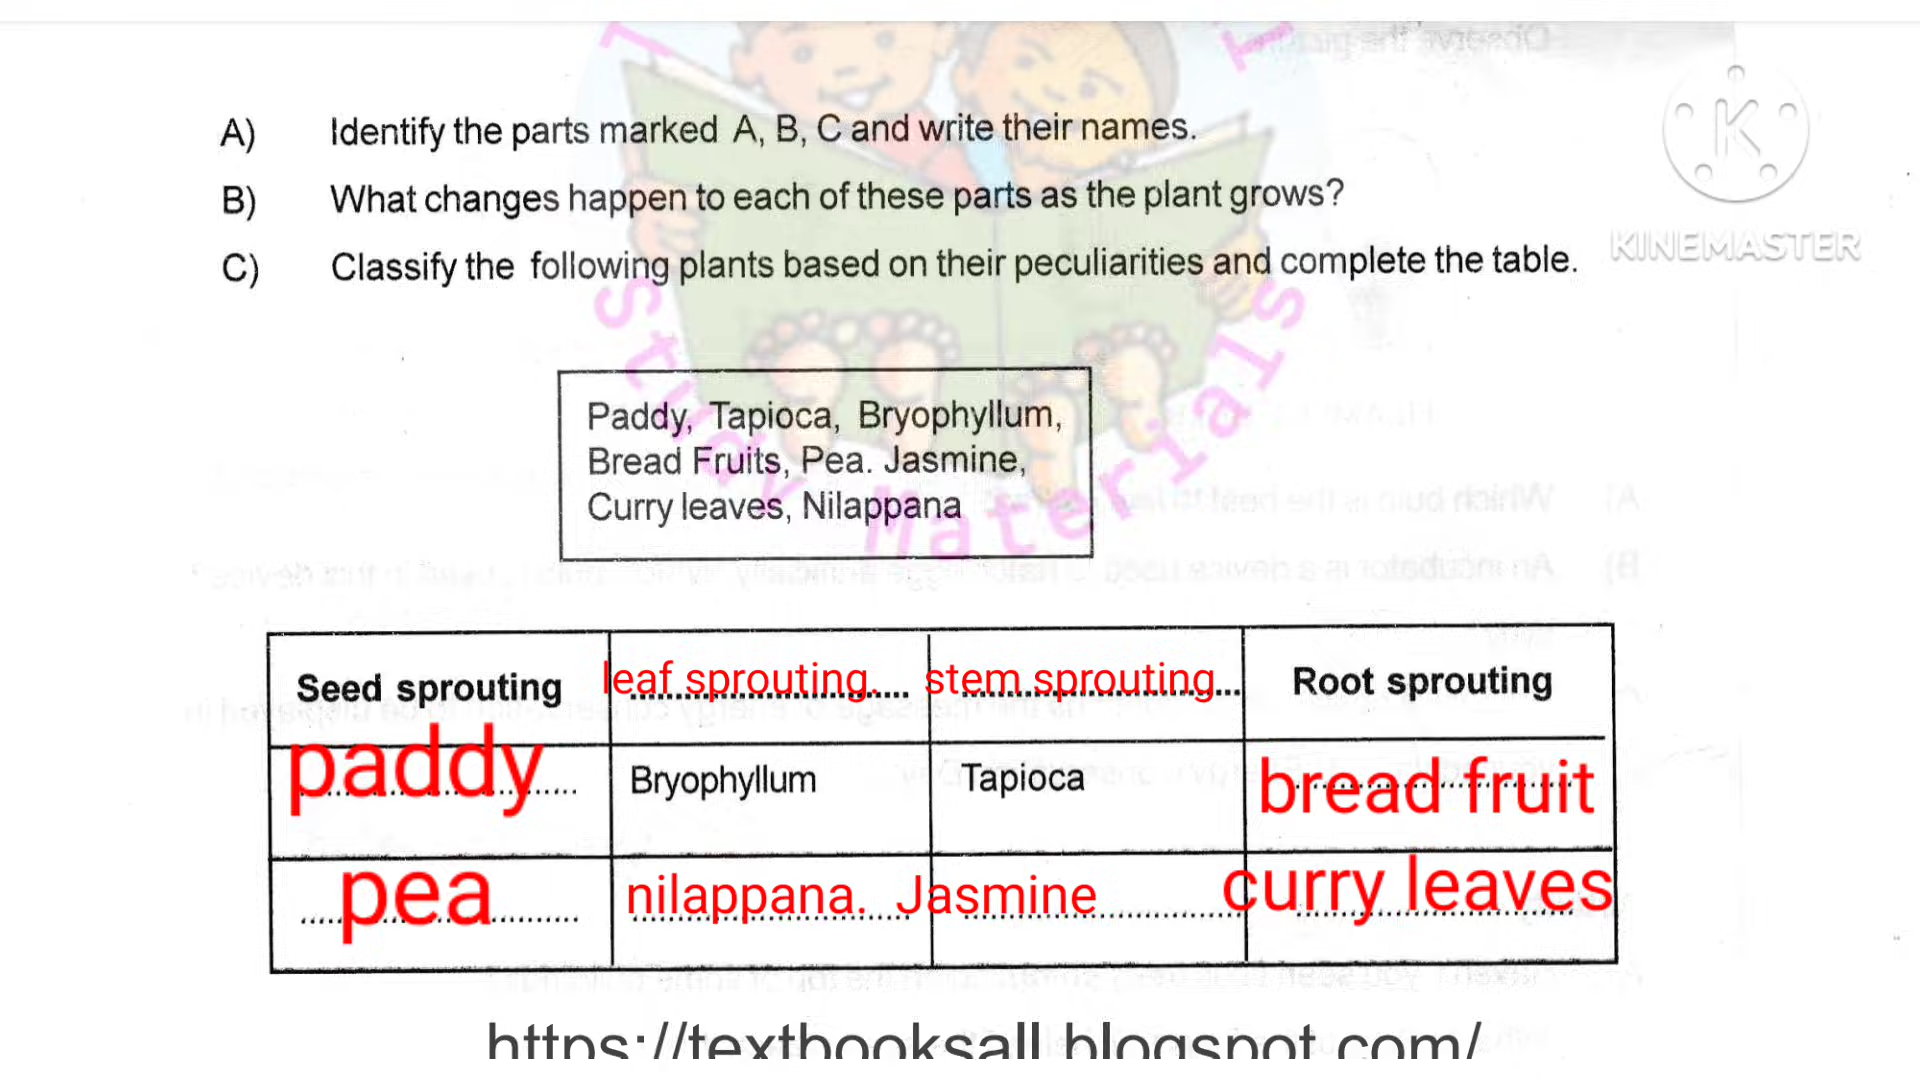 A) Identify the parts marked A, B, C and write their names.
B) What changes happen to each of these parts as the plant grows?
C) Classify the following plants based on their peculiarities and complete the table.
KINEMASTER
Paddy, Tapioca, Bryophyllum,
Bread Fruits, Pea. Jasmine,
Curry leaves, Nilappana
Study Materials
Seed sprouting leaf sprouting. stem sprouting Root sprouting
paddy Bryophyllum Tapioca bread fruit
pea nilappana. Jasmine curry leaves
https://textbooksall.blogspot.com/